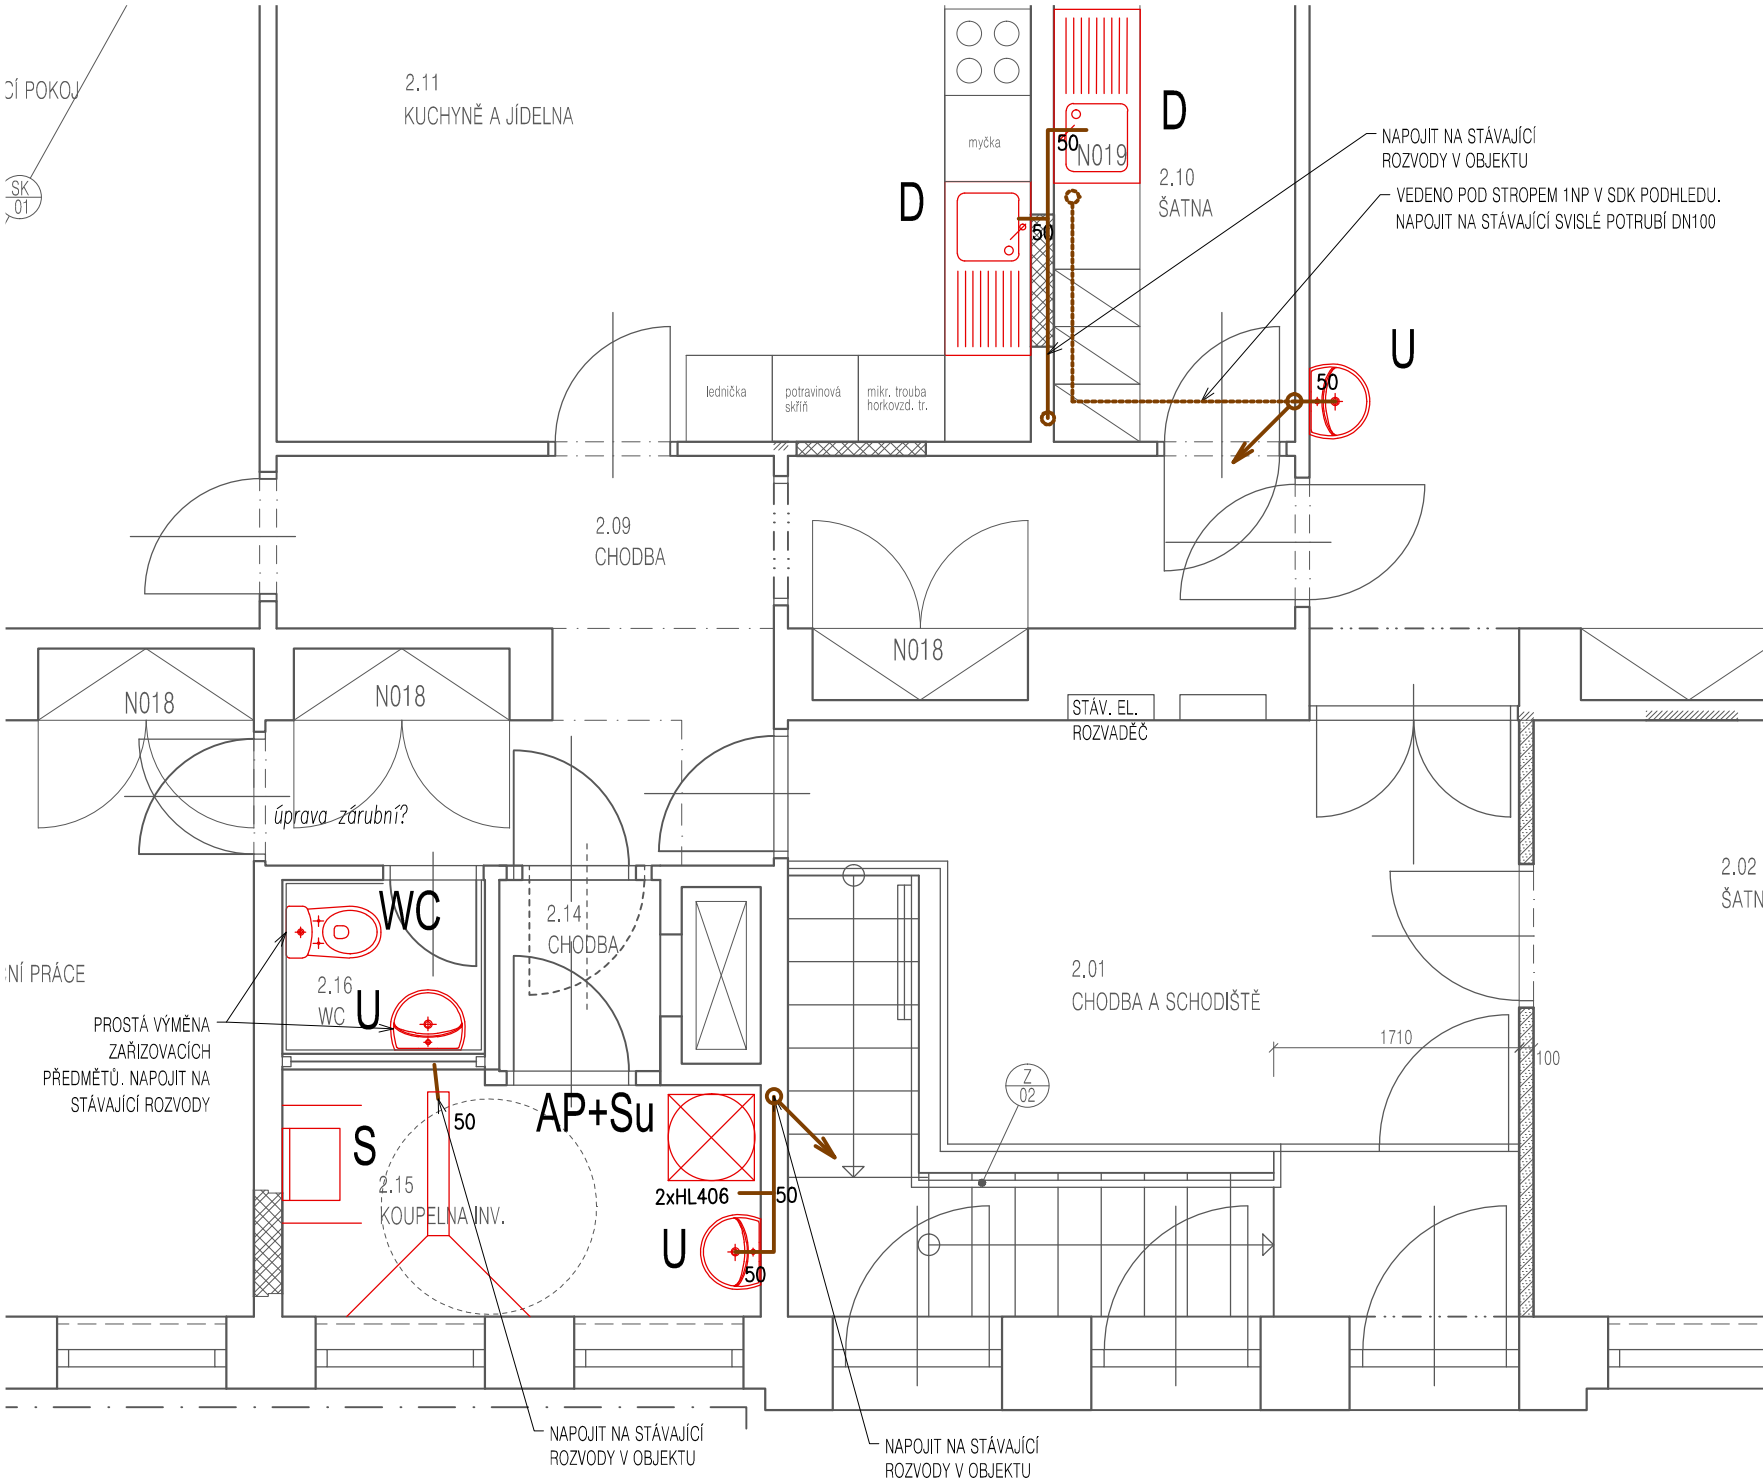 2.11
KUCHYNĚ A JÍDELNA
CÍ POKOJ
SK
01
myčka
D
50
N019
D
50
2.10
ŠATNA
NAPOJIT NA STÁVAJÍCÍ
ROZVODY V OBJEKTU
VEDENO POD STROPEM 1NP V SDK PODHLEDU.
NAPOJIT NA STÁVAJÍCÍ SVISLÉ POTRUBÍ DN100
U
50
lednička
potravinová
skříň
mikr. trouba
horkovzd. tr.
2.09
CHODBA
N018
N018
N018
STÁV. EL.
ROZVADĚČ
úprava zárubní?
WC
2.14
CHODBA
2.16
WC
U
NÍ PRÁCE
PROSTÁ VÝMĚNA
ZAŘIZOVACÍCH
PŘEDMĚTŮ. NAPOJIT NA
STÁVAJÍCÍ ROZVODY
2.02
ŠATN
2.01
CHODBA A SCHODIŠTĚ
1710
100
Z
02
AP+Su
50
S
2.15
KOUPELNA INV.
2xHL406
50
U
50
NAPOJIT NA STÁVAJÍCÍ
ROZVODY V OBJEKTU
NAPOJIT NA STÁVAJÍCÍ
ROZVODY V OBJEKTU